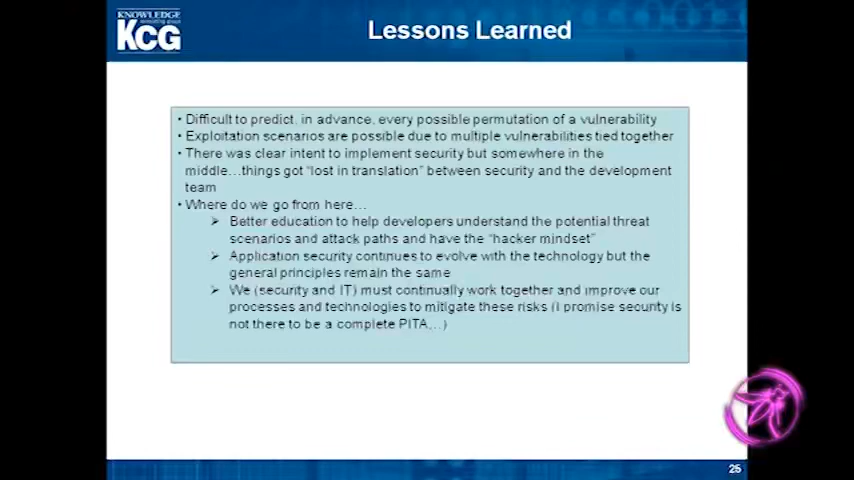 KNOWLEDGE
consulting group
KCG
Lessons Learned
• Difficult to predict, in advance, every possible permutation of a vulnerability
• Exploitation scenarios are possible due to multiple vulnerabilities tied together
• There was clear intent to implement security but somewhere in the
middle…things got "lost in translation" between security and the development
team
• Where do we go from here…
➢ Better education to help developers understand the potential threat
scenarios and attack paths and have the "hacker mindset"
➢ Application security continues to evolve with the technology but the
general principles remain the same
➢ We (security and IT) must continually work together and improve our
processes and technologies to mitigate these risks (I promise security is
not there to be a complete PITA…)
25